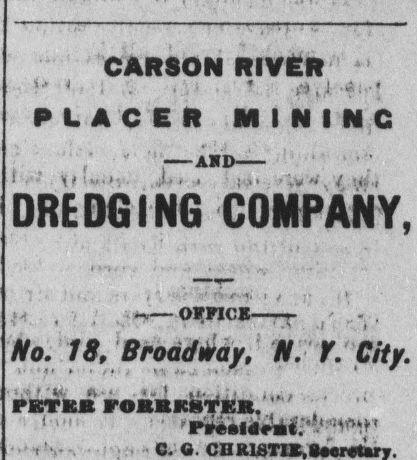 CARSON RIVER
PLACER MINING
—AND—
DREDGING COMPANY,
—OFFICE—
No. 18, Broadway, N. Y. City.
PETER FORRESTER,
President.
C. G. CHRISTIE, Secretary.